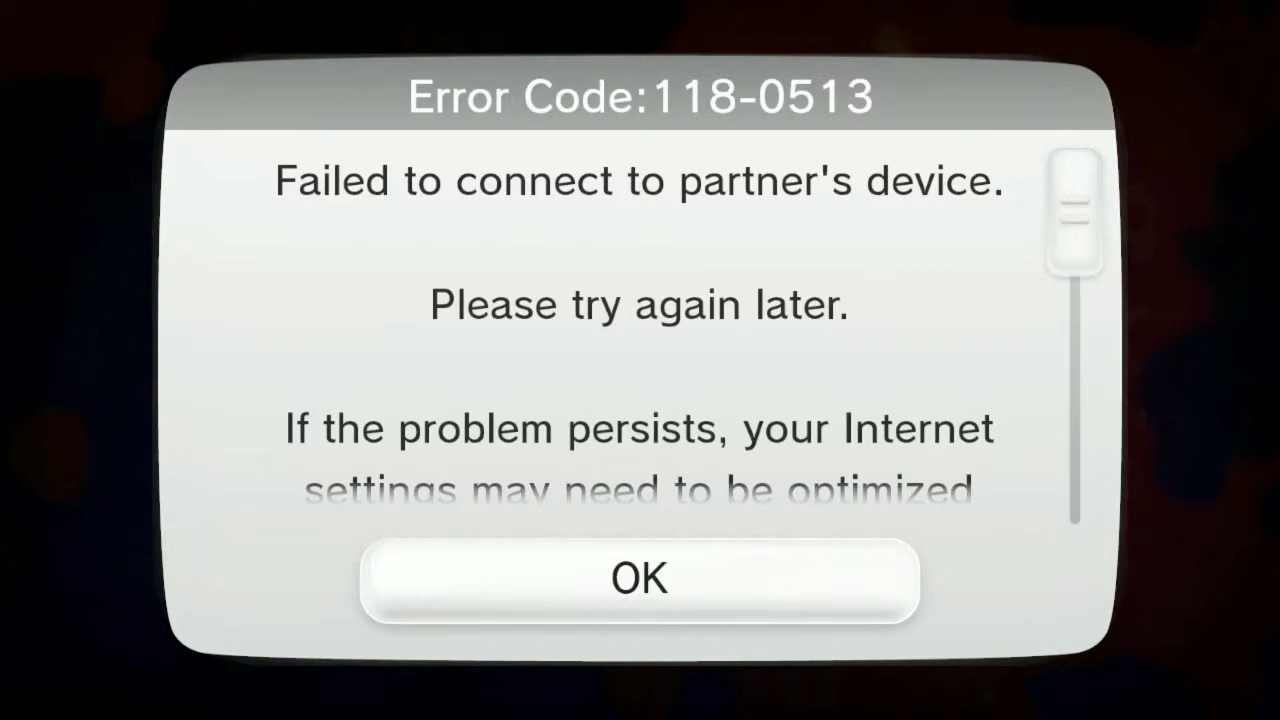 Error Code:118-0513
Failed to connect to partner's device.
Please try again later.
If the problem persists, your Internet
settings may need to be optimized
OK